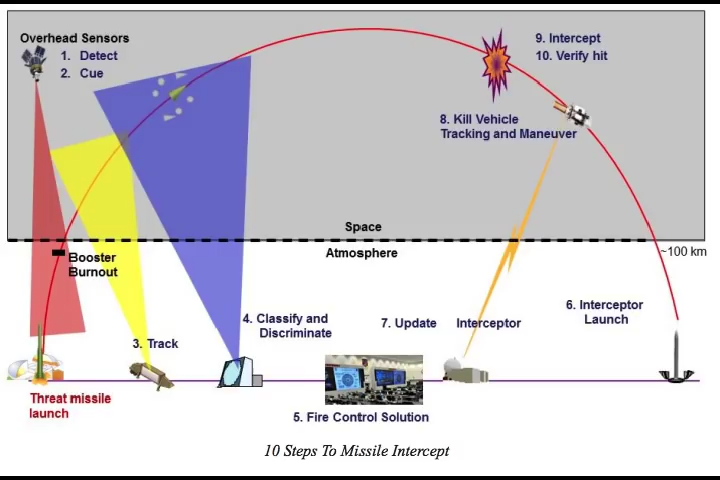 Overhead Sensors
1. Detect
2. Cue
9. Intercept
10. Verify hit
8. Kill Vehicle
Tracking and Maneuver
Space
Atmosphere
~100 km
Booster
Burnout
3. Track
4. Classify and
Discriminate
7. Update Interceptor
6. Interceptor
Launch
Threat missile
launch
5. Fire Control Solution
10 Steps To Missile Intercept